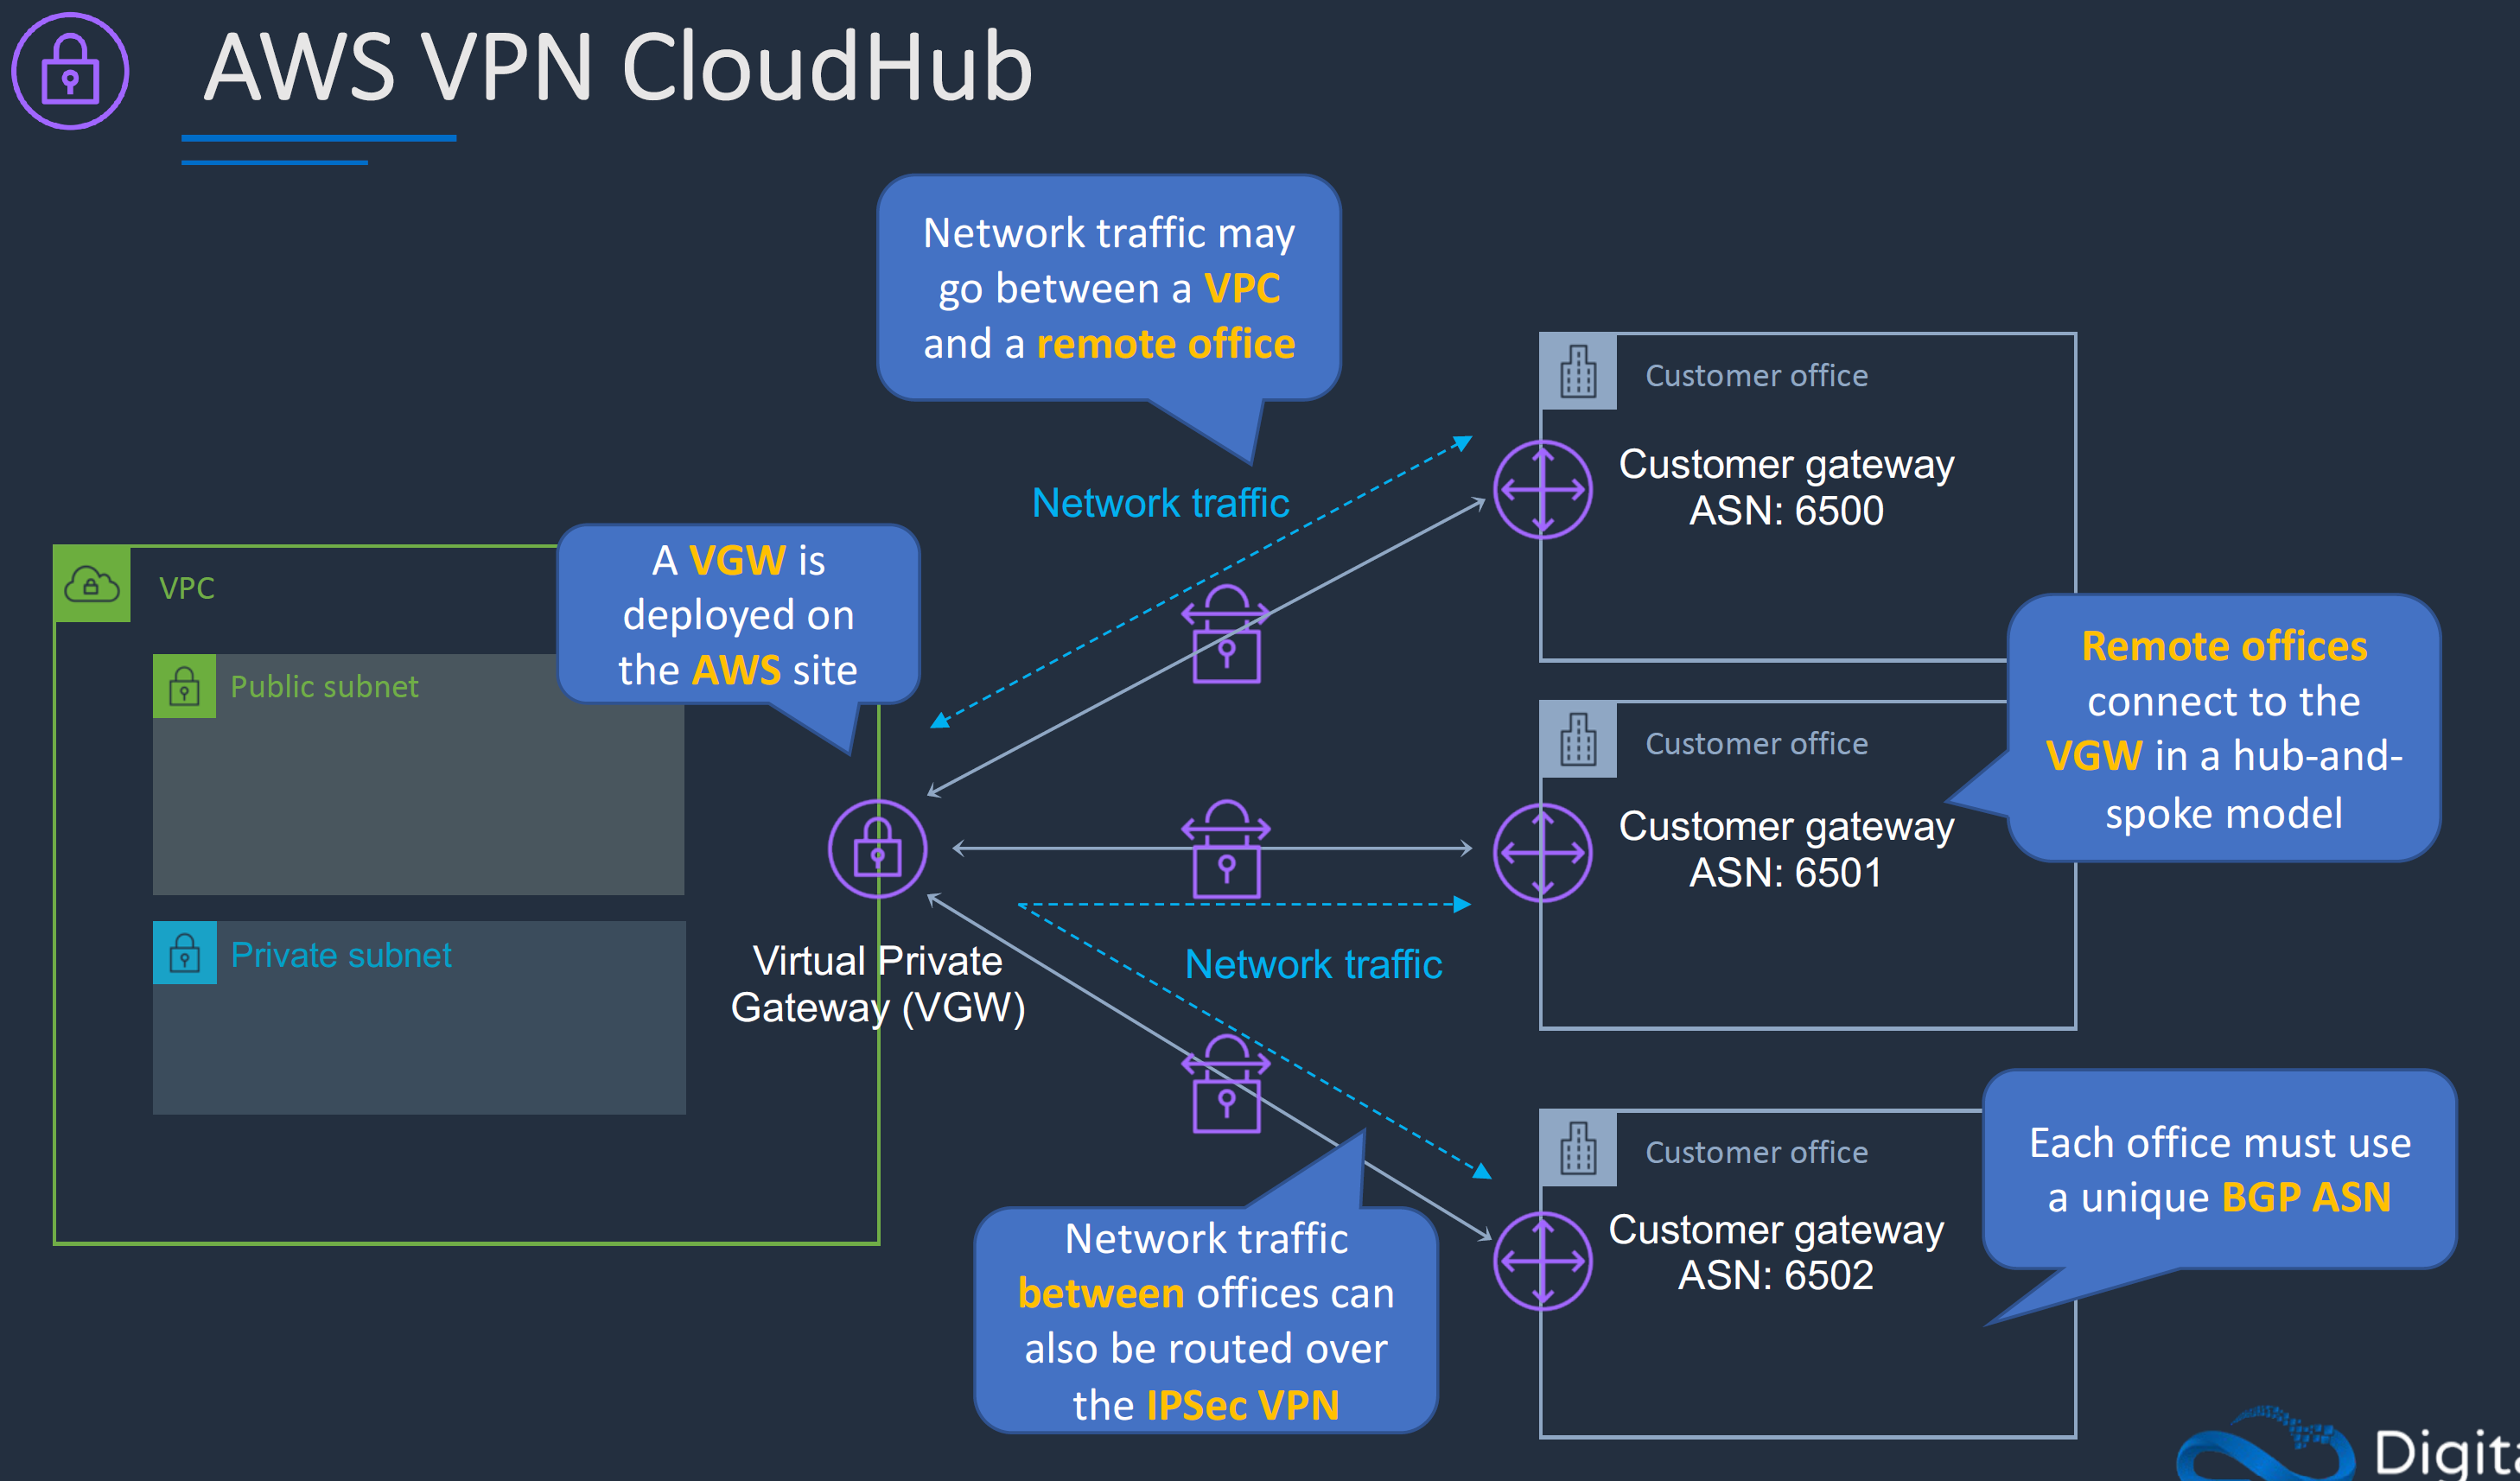 AWS VPN CloudHub
Network traffic may
go between a VPC
and a remote office
Customer office
Customer gateway
ASN: 6500
Network traffic
A VGW is
deployed on
the AWS site
VPC
Public subnet
Remote offices
connect to the
VGW in a hub-and-
spoke model
Customer office
Customer gateway
ASN: 6501
Private subnet
Virtual Private
Gateway (VGW)
Network traffic
Customer office
Customer gateway
ASN: 6502
Each office must use
a unique BGP ASN
Network traffic
between offices can
also be routed over
the IPSec VPN